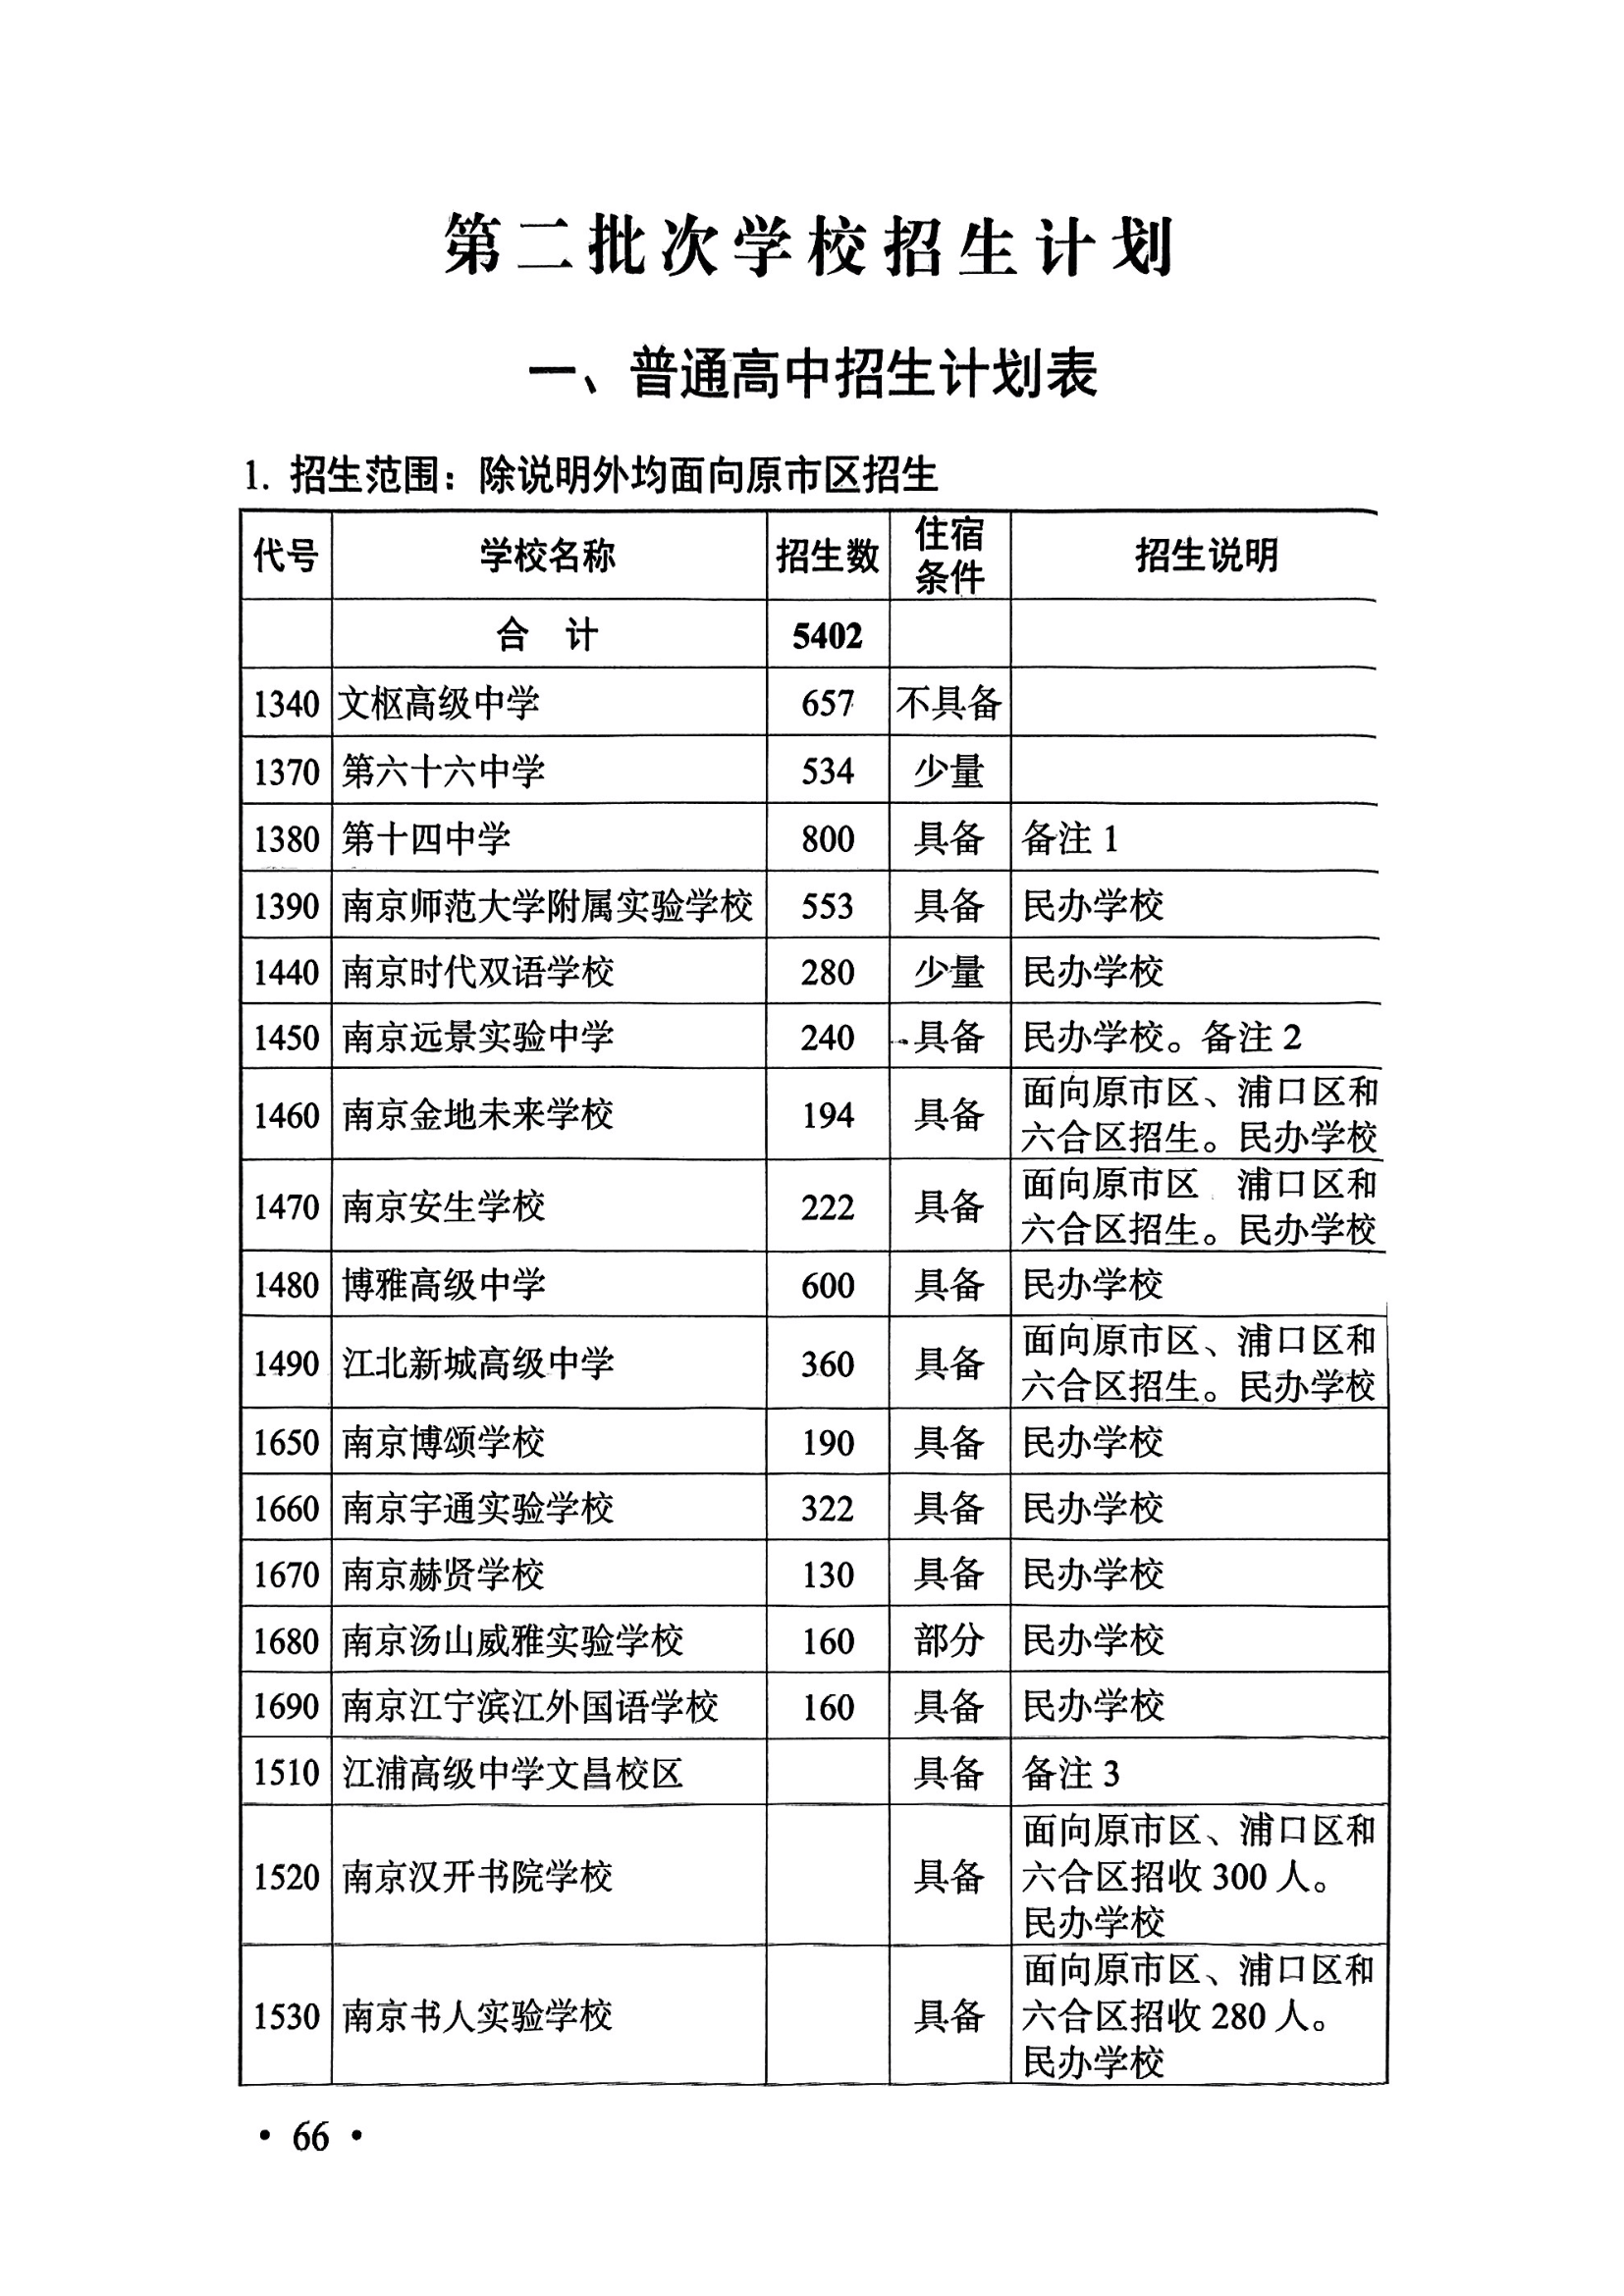 第二批次学校招生计划
一、普通高中招生计划表
1. 招生范围：除说明外均面向原市区招生
代号 学校名称 招生数 住宿条件 招生说明
合 计 5402
1340 文枢高级中学 657 不具备
1370 第六十六中学 534 少量
1380 第十四中学 800 具备 备注 1
1390 南京师范大学附属实验学校 553 具备 民办学校
1440 南京时代双语学校 280 少量 民办学校
1450 南京远景实验中学 240 具备 民办学校。备注 2
1460 南京金地未来学校 194 具备 面向原市区、浦口区和
六合区招生。民办学校
1470 南京安生学校 222 具备 面向原市区 浦口区和
六合区招生。民办学校
1480 博雅高级中学 600 具备 民办学校
1490 江北新城高级中学 360 具备 面向原市区、浦口区和
六合区招生。民办学校
1650 南京博颂学校 190 具备 民办学校
1660 南京宇通实验学校 322 具备 民办学校
1670 南京赫贤学校 130 具备 民办学校
1680 南京汤山威雅实验学校 160 部分 民办学校
1690 南京江宁滨江外国语学校 160 具备 民办学校
1510 江浦高级中学文昌校区 具备 备注 3
1520 南京汉开书院学校 具备 面向原市区、浦口区和
六合区招收 300 人。
民办学校
1530 南京书人实验学校 具备 面向原市区、浦口区和
六合区招收 280 人。
民办学校
· 66 ·